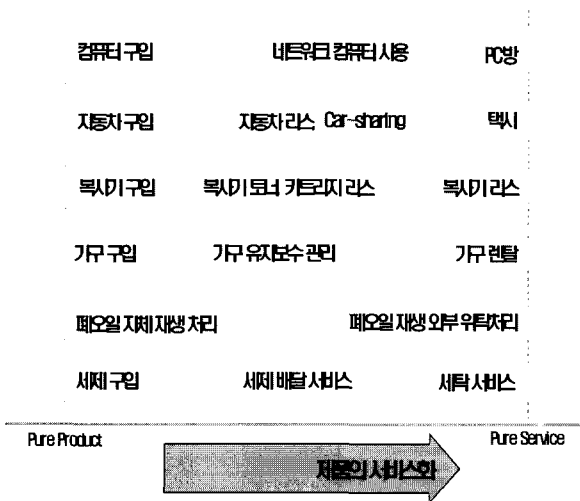 컴퓨터 구입 네트워크 컴퓨터 사용 PC방
자동차 구입 자동차 리스, Car-sharing 택시
복사기 구입 복사기 토너 카트리지 리스 복사기 리스
가구 구입 가구 유지보수 관리 가구 렌탈
폐오일 자체 재생 처리 폐오일 재생 외부 위탁처리
세제 구입 세제 배달 서비스 세탁 서비스
Pure Product Pure Service
제품의 서비스화